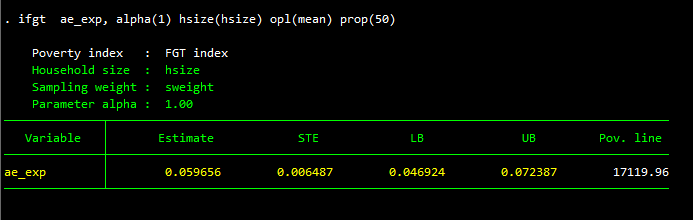 . ifgt  ae_exp, alpha(1) hsize(hsize) opl(mean) prop(50)
Poverty index   :  FGT index
Household size  :  hsize
Sampling weight :  sweight
Parameter alpha :  1.00
Variable Estimate STE LB UB Pov. line
ae_exp 0.059656 0.006487 0.046924 0.072387 17119.96